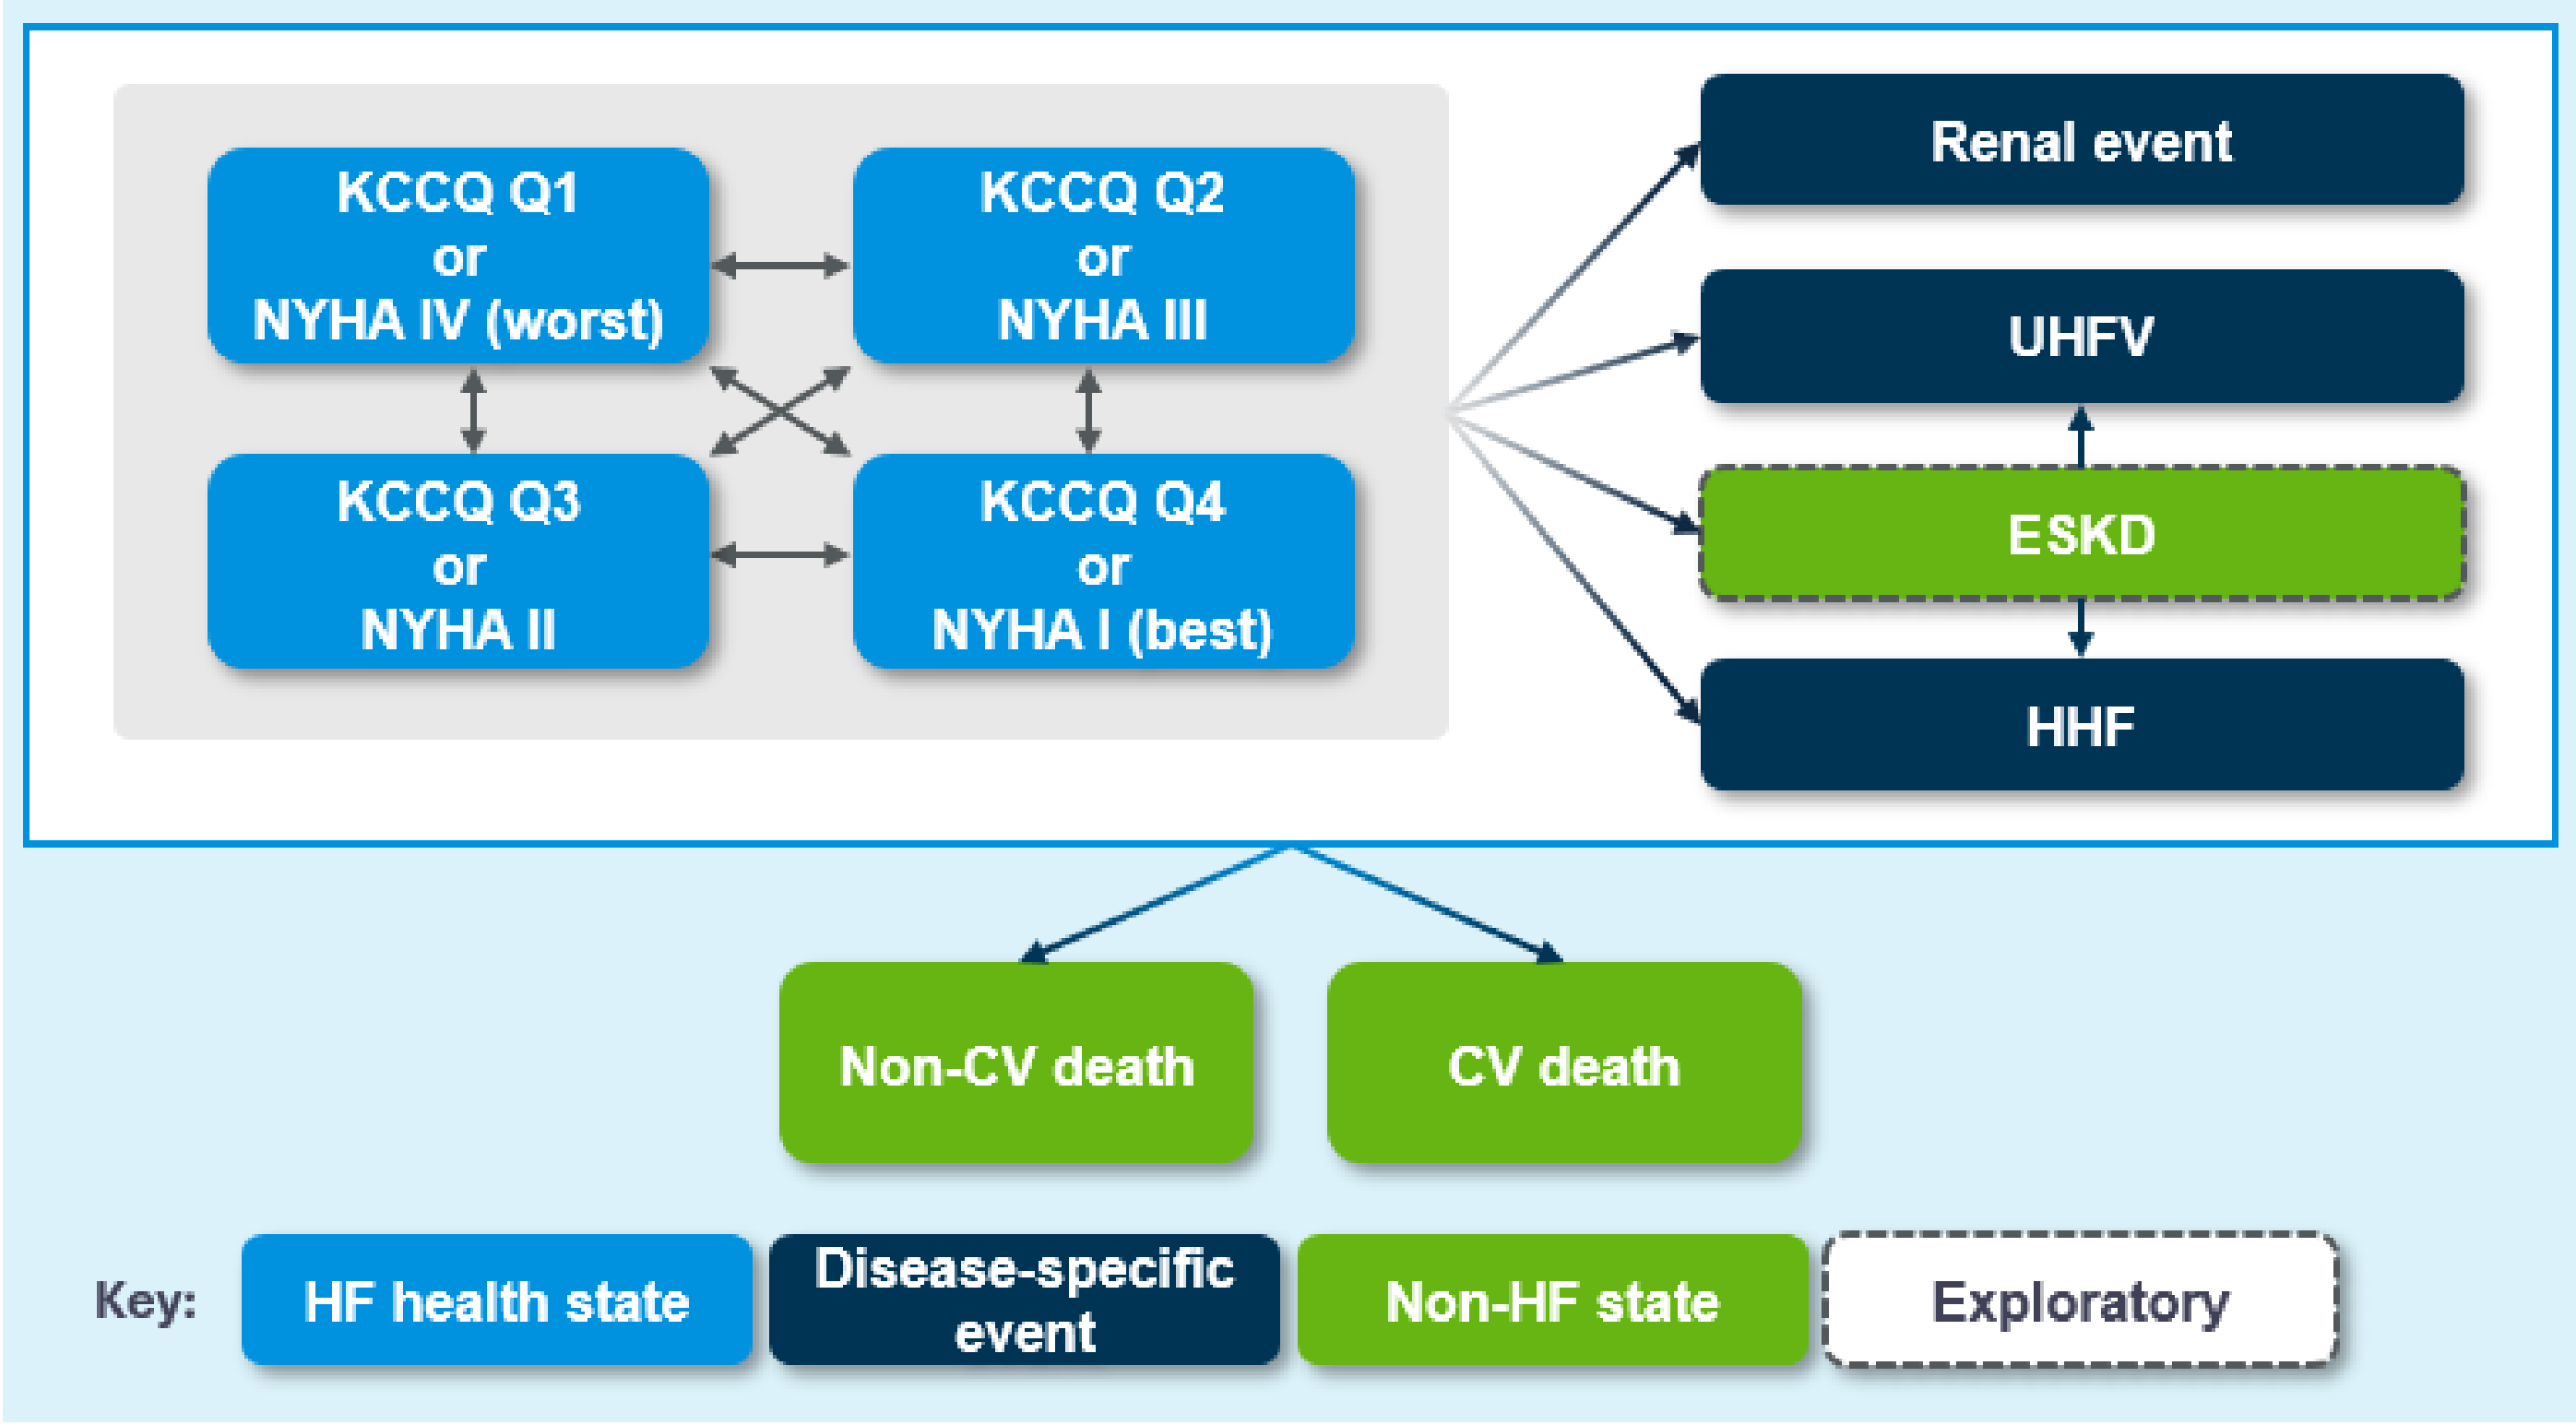 KCCQ Q1
or
NYHA IV (worst)
KCCQ Q2
or
NYHA III
KCCQ Q3
or
NYHA II
KCCQ Q4
or
NYHA I (best)
Renal event
UHFV
ESKD
HHF
Non-CV death
CV death
Key:
HF health state
Disease-specific
event
Non-HF state
Exploratory